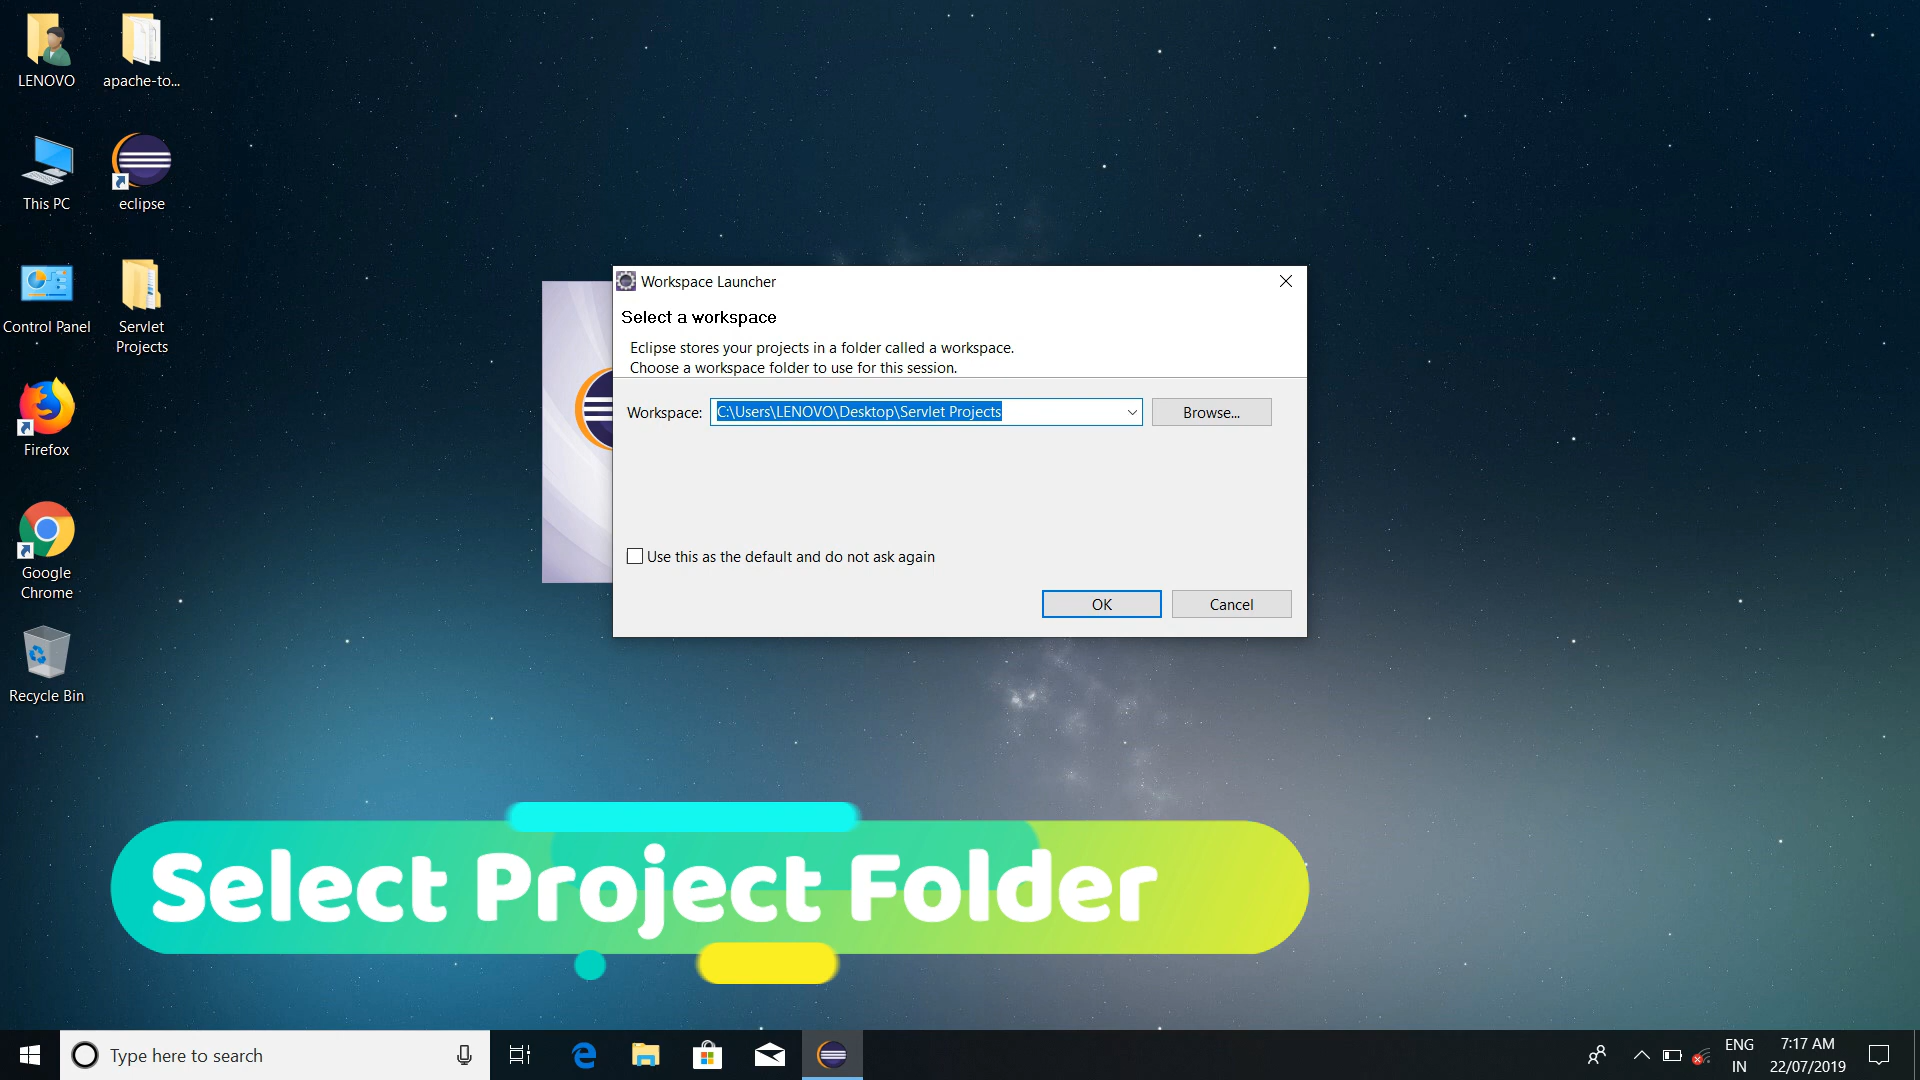 LENOVO
apache-to...
This PC
eclipse
Control Panel
Servlet
Projects
Firefox
Google
Chrome
Recycle Bin
Workspace Launcher
Select a workspace
Eclipse stores your projects in a folder called a workspace.
Choose a workspace folder to use for this session.
Workspace:
C:\Users\LENOVO\Desktop\Servlet Projects
Browse...
Use this as the default and do not ask again
OK
Cancel
Select Project Folder
Type here to search
ENG
IN
7:17 AM
22/07/2019